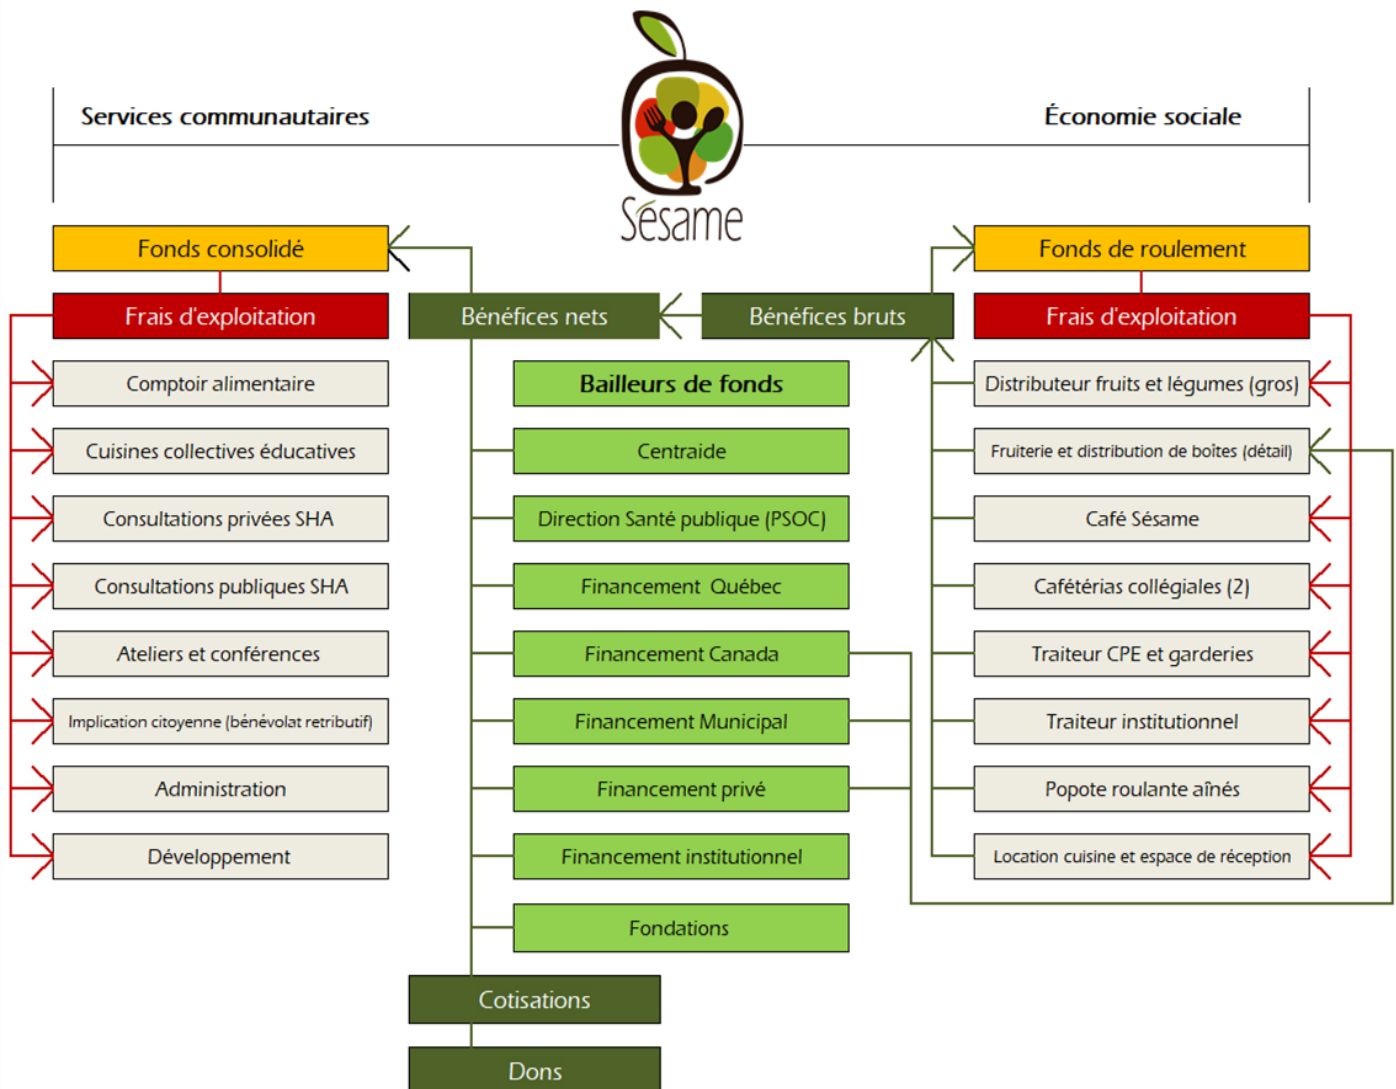 Services communautaires
Économie sociale
Sésame
Fonds consolidé
Fonds de roulement
Frais d'exploitation
Bénéfices nets
Bénéfices bruts
Frais d'exploitation
Comptoir alimentaire
Bailleurs de fonds
Distributeur fruits et légumes (gros)
Cuisines collectives éducatives
Centraide
Fruiterie et distribution de boîtes (détail)
Consultations privées SHA
Direction Santé publique (PSOC)
Café Sésame
Consultations publiques SHA
Financement Québec
Cafétérias collégiales (2)
Ateliers et conférences
Financement Canada
Traiteur CPE et garderies
Implication citoyenne (bénévolat retributif)
Financement Municipal
Traiteur institutionnel
Administration
Financement privé
Popote roulante aînés
Développement
Financement institutionnel
Location cuisine et espace de réception
Fondations
Cotisations
Dons